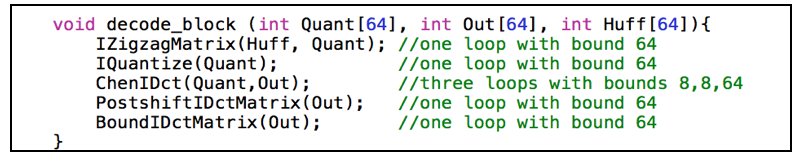 void decode_block (int Quant[64], int Out[64], int Huff[64]){
IZigzagMatrix(Huff, Quant); //one loop with bound 64
IQuantize(Quant); //one loop with bound 64
ChenIDct(Quant,Out); //three loops with bounds 8,8,64
PostshiftIDctMatrix(Out); //one loop with bound 64
BoundIDctMatrix(Out); //one loop with bound 64
}